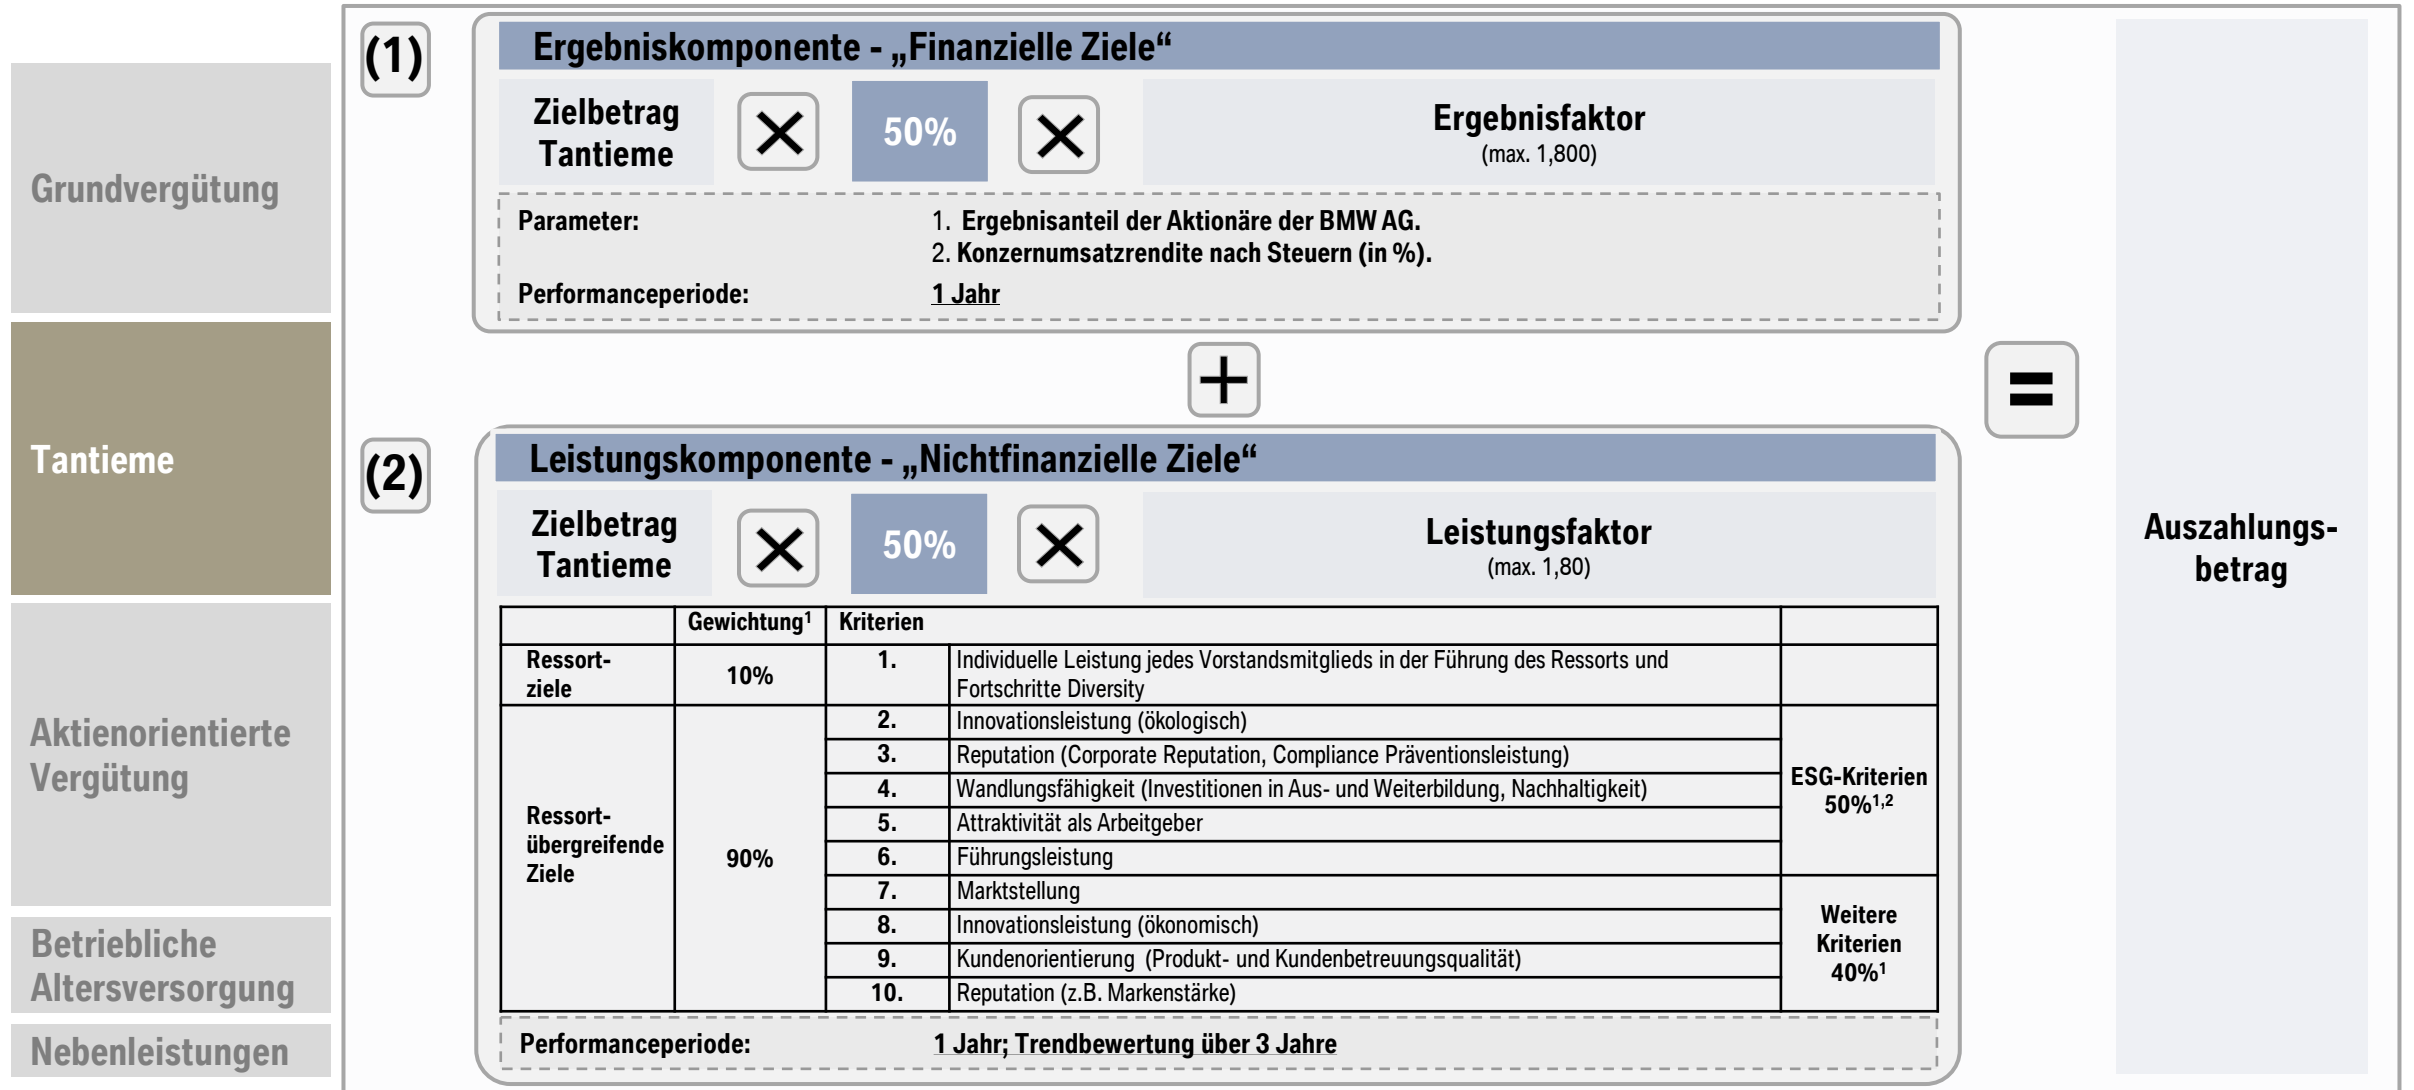 Grundvergütung
Tantieme
Aktienorientierte
Vergütung
Betriebliche
Altersversorgung
Nebenleistungen
(1)
Ergebniskomponente - „Finanzielle Ziele“
Zielbetrag
Tantieme
×
50%
×
Ergebnisfaktor
(max. 1,800)
Parameter: 1. Ergebnisanteil der Aktionäre der BMW AG.
2. Konzernumsatzrendite nach Steuern (in %).
Performanceperiode: 1 Jahr
+
(2)
Leistungskomponente - „Nichtfinanzielle Ziele“
Zielbetrag
Tantieme
×
50%
×
Leistungsfaktor
(max. 1,80)
Gewichtung¹ Kriterien
Ressort-
ziele
10%
1. Individuelle Leistung jedes Vorstandsmitglieds in der Führung des Ressorts und
Fortschritte Diversity
Ressort-
übergreifende
Ziele
90%
2. Innovationsleistung (ökologisch)
3. Reputation (Corporate Reputation, Compliance Präventionsleistung)
4. Wandlungsfähigkeit (Investitionen in Aus- und Weiterbildung, Nachhaltigkeit)
5. Attraktivität als Arbeitgeber
6. Führungsleistung
ESG-Kriterien
50%¹,²
7. Marktstellung
8. Innovationsleistung (ökonomisch)
9. Kundenorientierung (Produkt- und Kundenbetreuungsqualität)
10. Reputation (z.B. Markenstärke)
Weitere
Kriterien
40%¹
Performanceperiode: 1 Jahr; Trendbewertung über 3 Jahre
=
Auszahlungs-
betrag